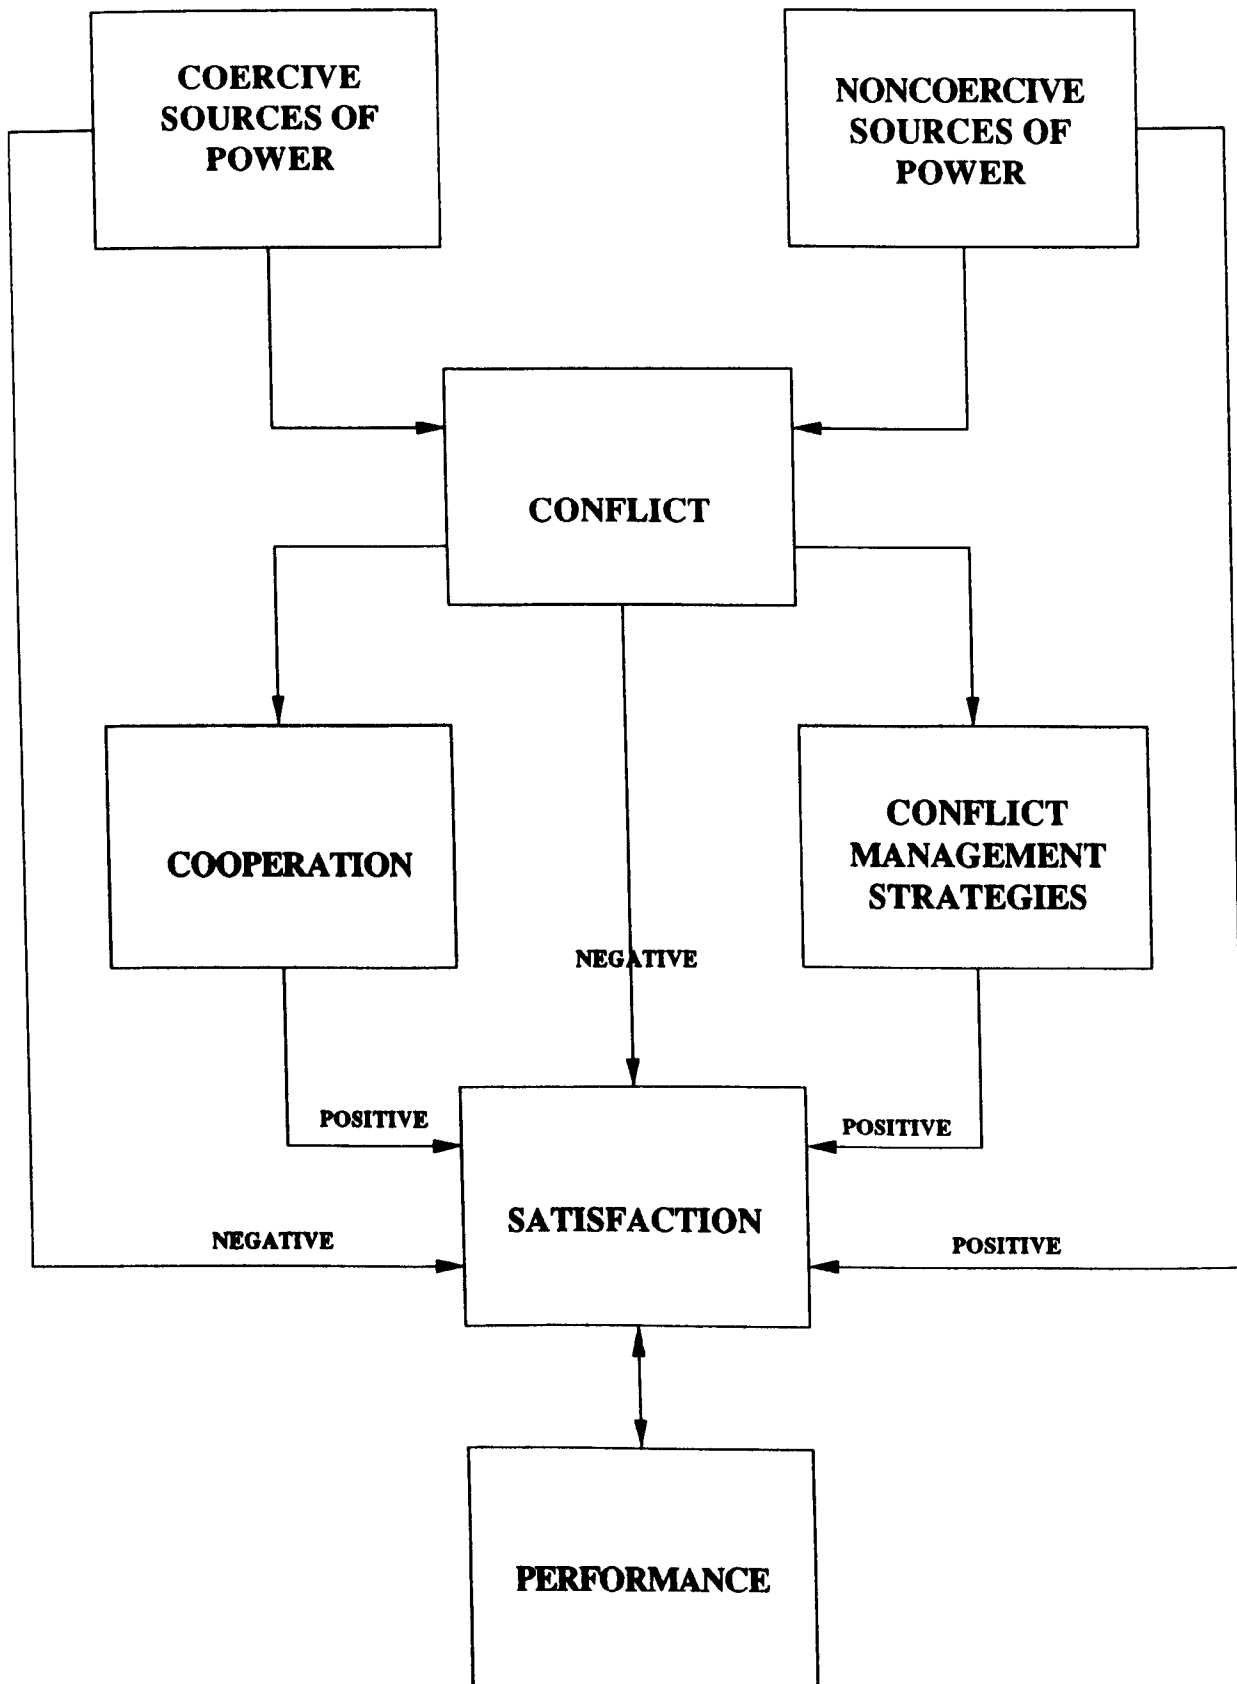 COERCIVE
SOURCES OF
POWER
NONCOERCIVE
SOURCES OF
POWER
CONFLICT
COOPERATION
CONFLICT
MANAGEMENT
STRATEGIES
NEGATIVE
POSITIVE
POSITIVE
SATISFACTION
NEGATIVE
POSITIVE
PERFORMANCE